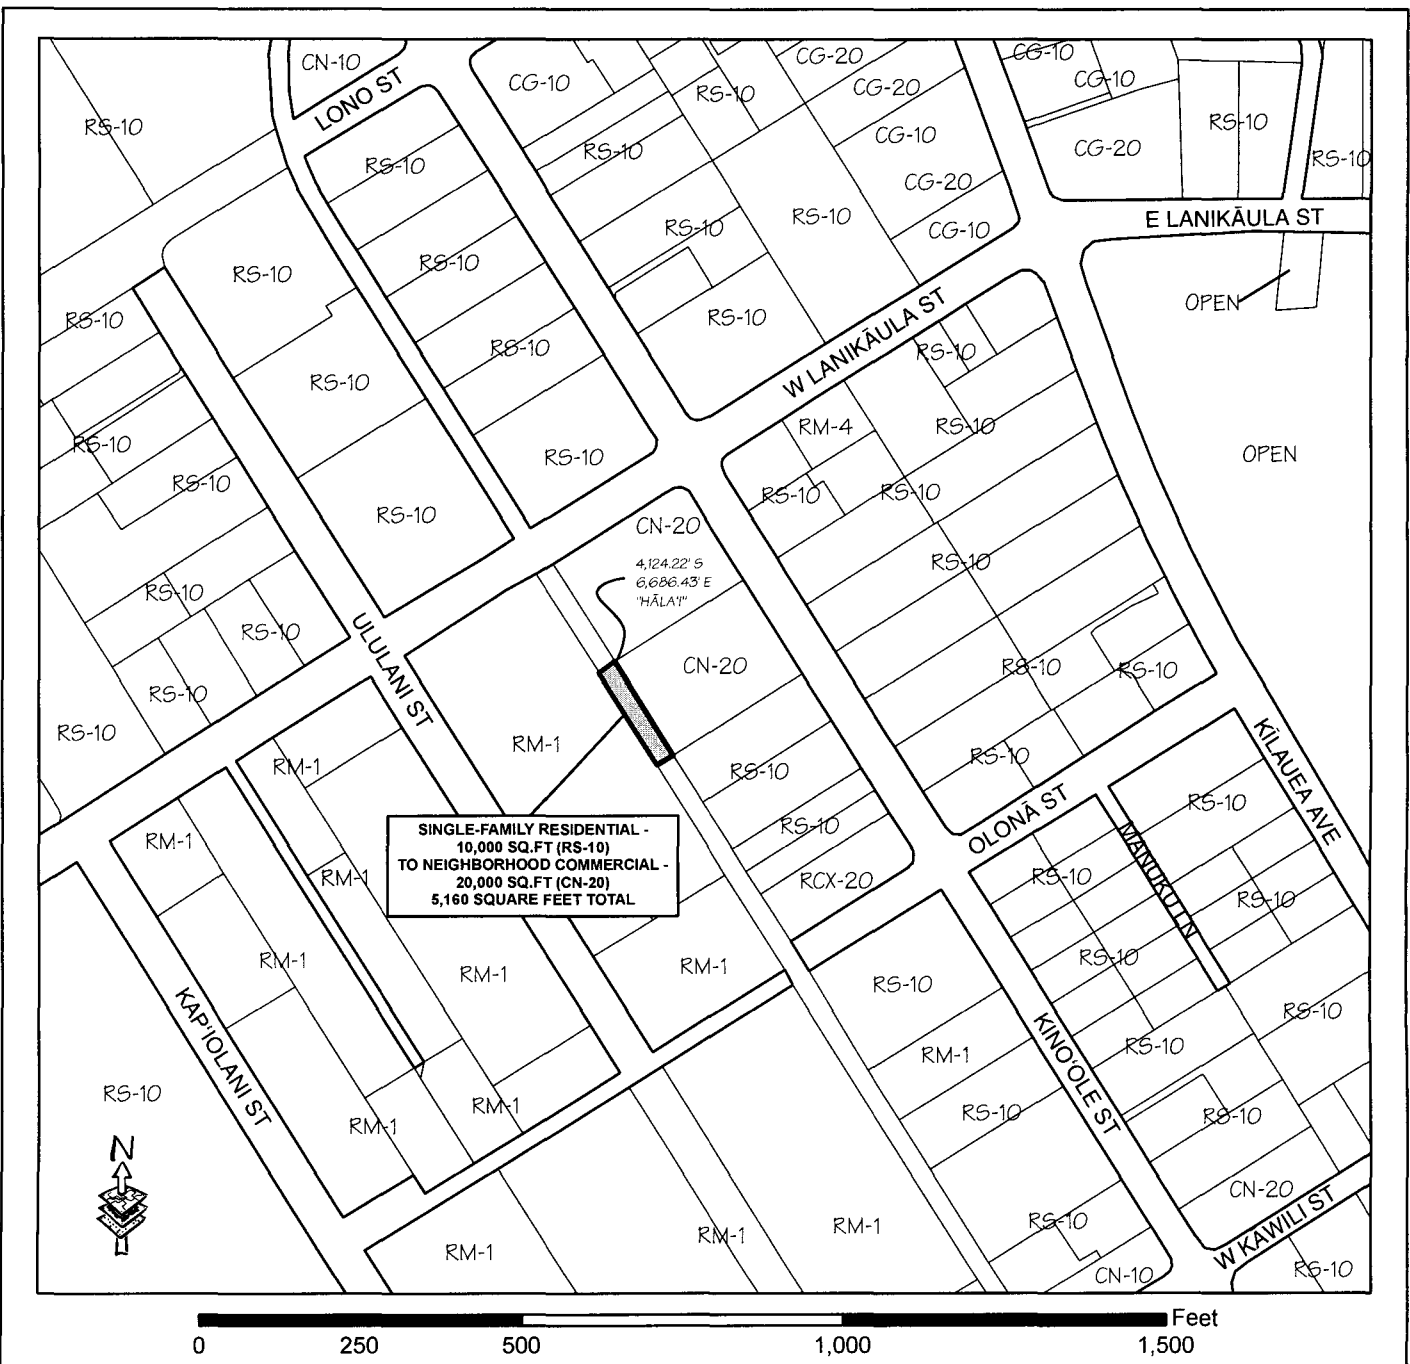 CN-10
LONO ST
CG-10
CG-20
CG-10
CG-10
RS-10
CG-20
RS-10
CG-10
RS-10
CG-20
RS-10
RS-10
RS-10
CG-20
RS-10
RS-10
RS-10
CG-10
E LANIKĀULA ST
RS-10
RS-10
OPEN
RS-10
RS-10
W LANIKĀULA ST
RS-10
RS-10
RS-10
RS-10
RM-4
RS-10
RS-10
RS-10
OPEN
RS-10
RS-10
RS-10
RS-10
CN-20
4,124.22' S
6,686.43' E
"HĀLA'I"
RS-10
RS-10
RS-10
ULULANI ST
CN-20
RS-10
RS-10
RS-10
RS-10
RM-1
RS-10
RS-10
KĪLAUEA AVE
RM-1
RS-10
OLONĀ ST
RM-1
SINGLE-FAMILY RESIDENTIAL -
10,000 SQ.FT (RS-10)
TO NEIGHBORHOOD COMMERCIAL -
20,000 SQ.FT (CN-20)
5,160 SQUARE FEET TOTAL
RS-10
MANUKU LN
RM-1
RCX-20
RS-10
RS-10
RM-1
RM-1
RM-1
RS-10
RS-10
KAP'IOLANI ST
RS-10
KINO'OLE ST
RM-1
RS-10
RS-10
RS-10
RM-1
RM-1
RS-10
RS-10
N
CN-20
W KAWILI ST
RM-1
RM-1
RM-1
RS-10
CN-10
RS-10
Feet
0 250 500 1,000 1,500